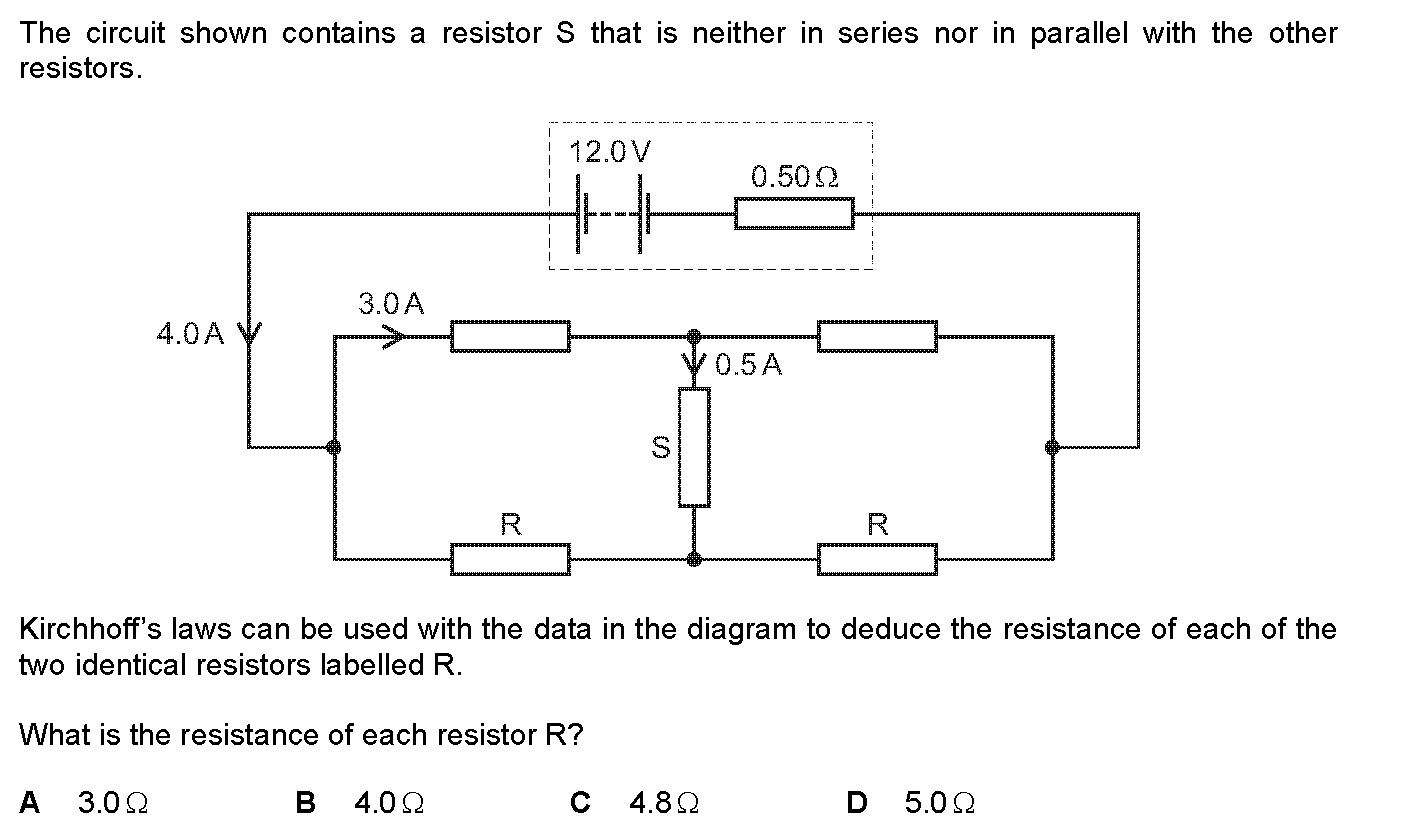 The circuit shown contains a resistor S that is neither in series nor in parallel with the other
resistors.
12.0 V
0.50 Ω
3.0 A
4.0 A
0.5 A
S
R
R
Kirchhoff's laws can be used with the data in the diagram to deduce the resistance of each of the
two identical resistors labelled R.
What is the resistance of each resistor R?
A 3.0 Ω B 4.0 Ω C 4.8 Ω D 5.0 Ω